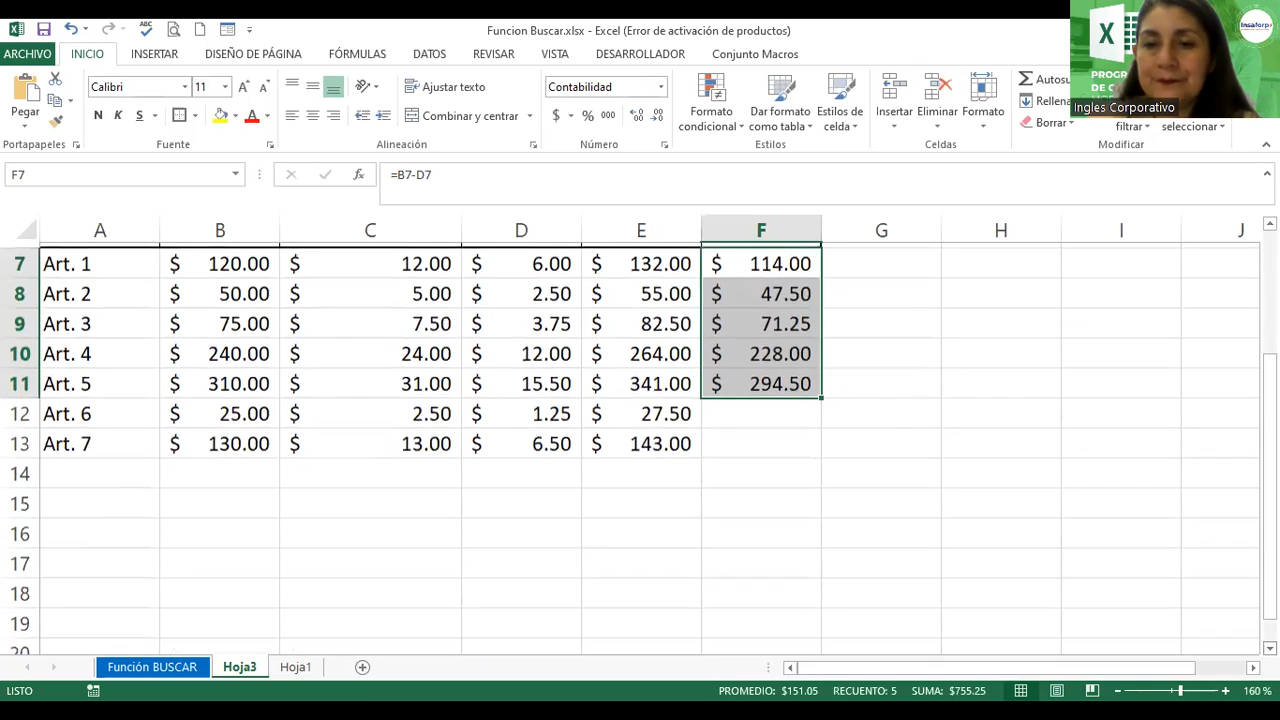 Funcion Buscar.xlsx - Excel (Error de activación de productos)
ARCHIVO INICIO INSERTAR DISEÑO DE PÁGINA FÓRMULAS DATOS REVISAR VISTA DESARROLLADOR Conjunto Macros
Pegar
Portapapeles
Calibri 11
N K S
Fuente
Ajustar texto
Combinar y centrar
Alineación
Contabilidad
$ % 000
Número
Formato condicional
Dar formato como tabla
Estilos de celda
Estilos
Insertar Eliminar Formato
Celdas
Autosu
Rellena
Borrar
filtrar seleccionar
Modificar
X
PROGR
DE C
Insaforp
Ingles Corporativo
F7 fx =B7-D7
A B C D E F G H I J
7 Art. 1 $ 120.00 $ 12.00 $ 6.00 $ 132.00 $ 114.00
8 Art. 2 $ 50.00 $ 5.00 $ 2.50 $ 55.00 $ 47.50
9 Art. 3 $ 75.00 $ 7.50 $ 3.75 $ 82.50 $ 71.25
10 Art. 4 $ 240.00 $ 24.00 $ 12.00 $ 264.00 $ 228.00
11 Art. 5 $ 310.00 $ 31.00 $ 15.50 $ 341.00 $ 294.50
12 Art. 6 $ 25.00 $ 2.50 $ 1.25 $ 27.50
13 Art. 7 $ 130.00 $ 13.00 $ 6.50 $ 143.00
14
15
16
17
18
19
20
Función BUSCAR Hoja3 Hoja1
LISTO PROMEDIO: $151.05 RECUENTO: 5 SUMA: $755.25 160 %